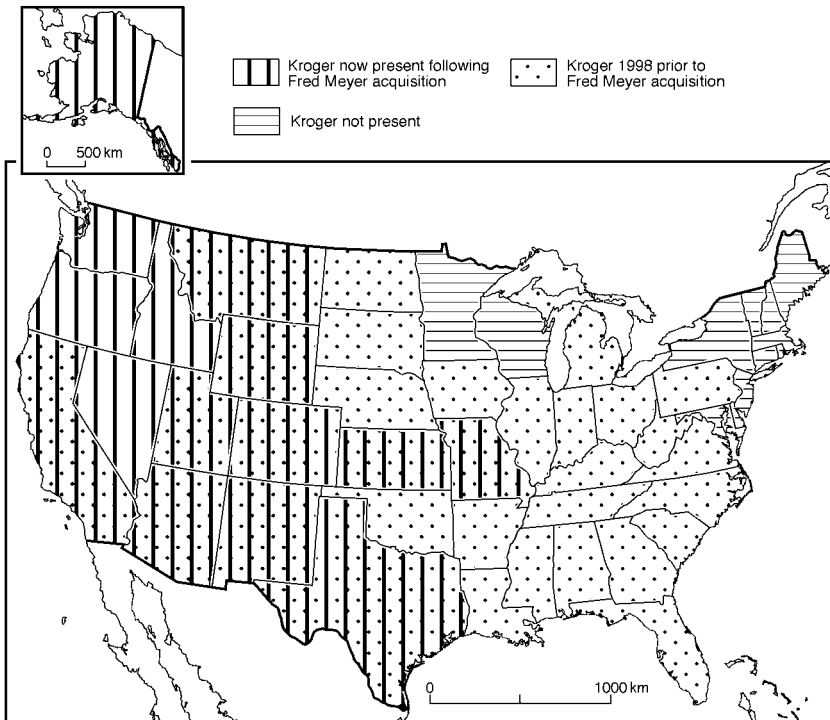 Kroger now present following
Fred Meyer acquisition
Kroger 1998 prior to
Fred Meyer acquisition
Kroger not present
0 500 km
0 1000 km